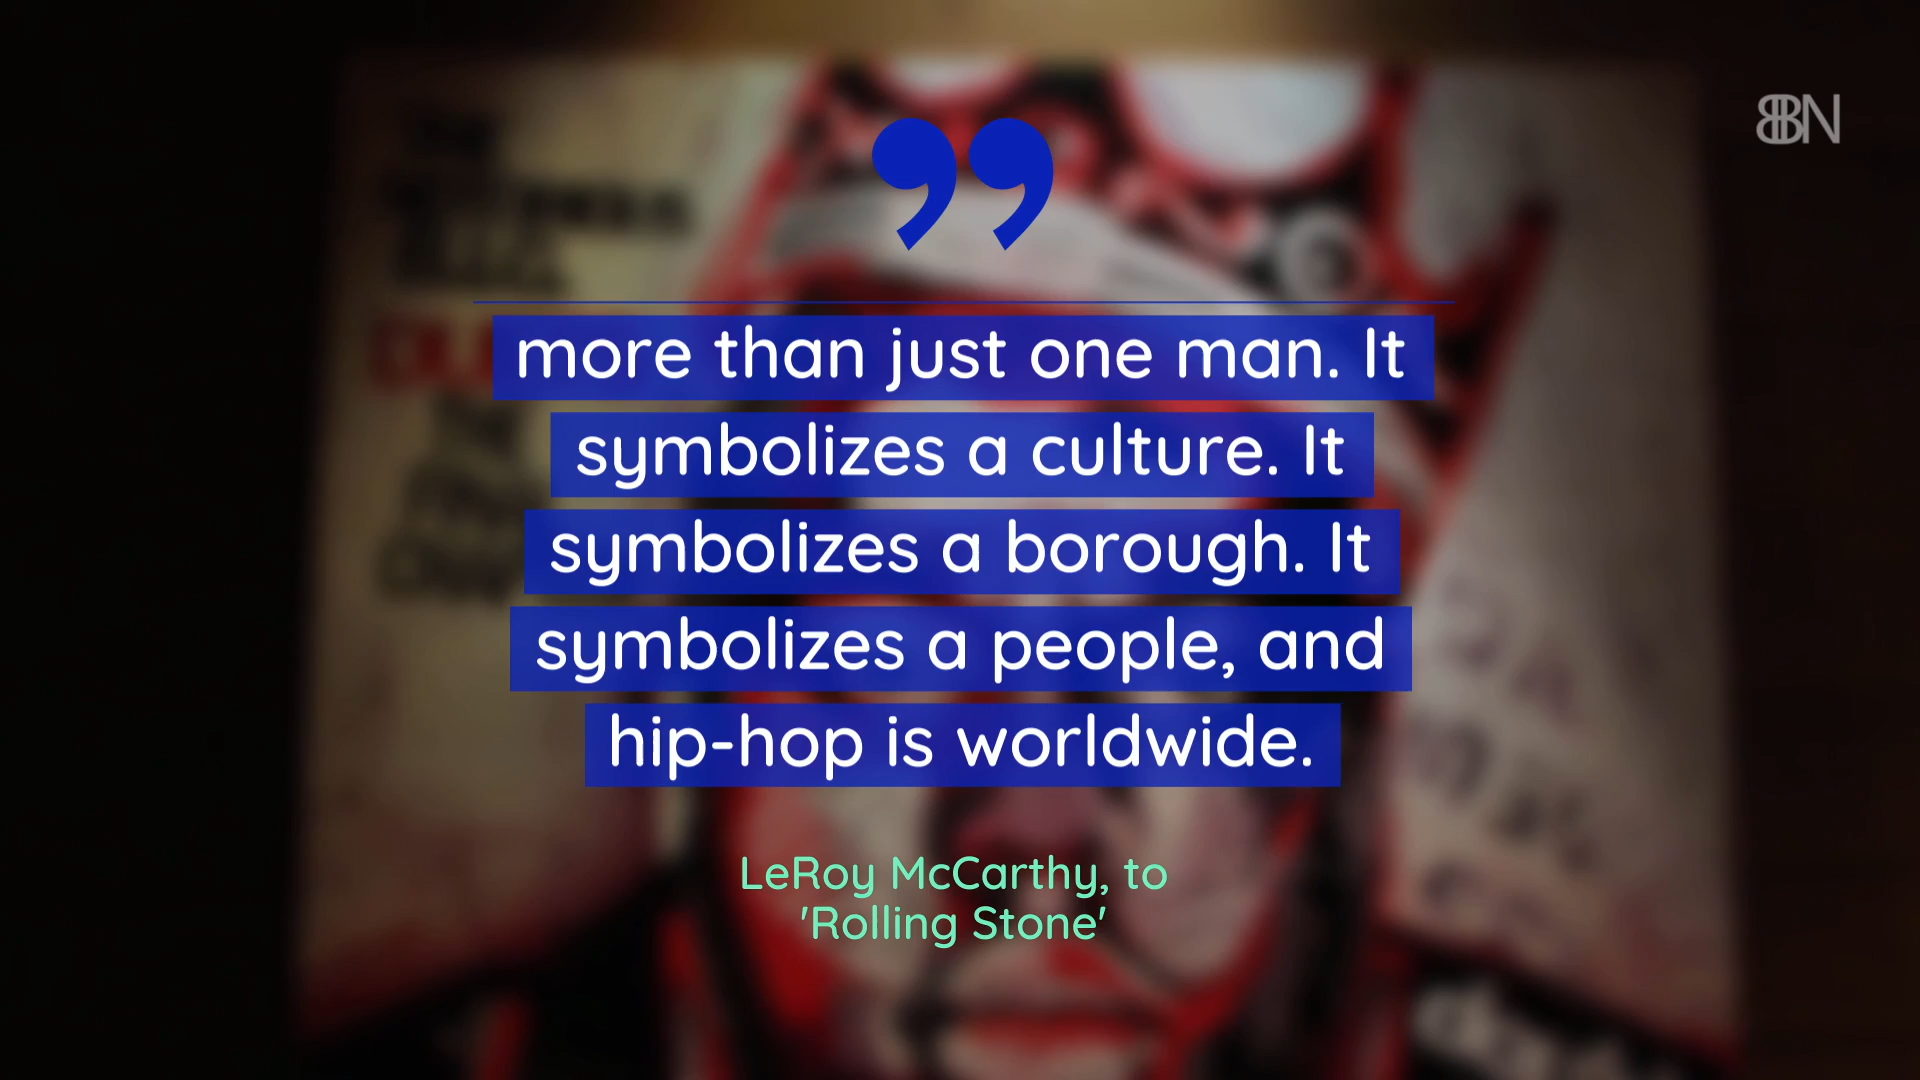 BBN
”
more than just one man. It
symbolizes a culture. It
symbolizes a borough. It
symbolizes a people, and
hip-hop is worldwide.
LeRoy McCarthy, to
'Rolling Stone'